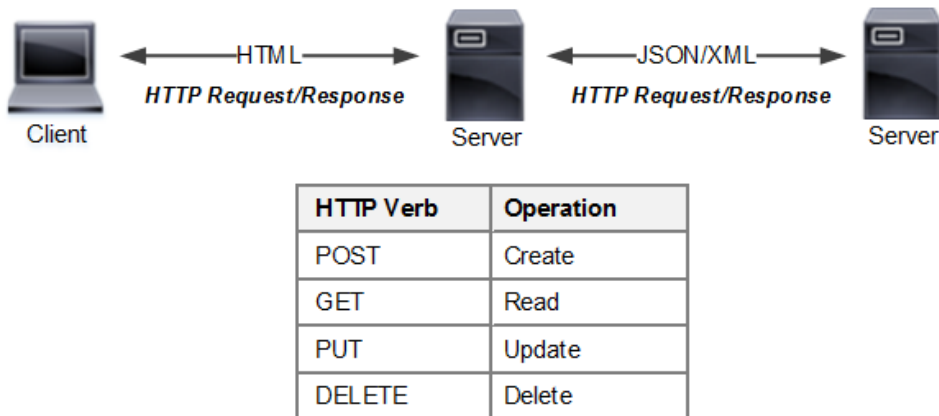 HTML
JSON/XML
HTTP Request/Response
HTTP Request/Response
Client
Server
Server
HTTP Verb Operation
POST Create
GET Read
PUT Update
DELETE Delete